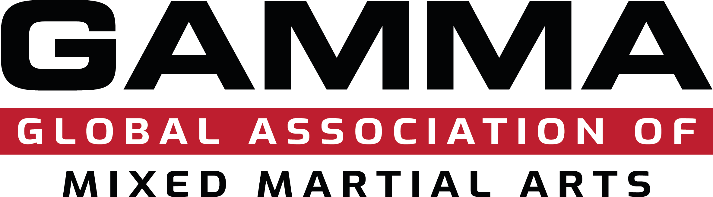 GAMMA
GLOBAL ASSOCIATION OF
MIXED MARTIAL ARTS